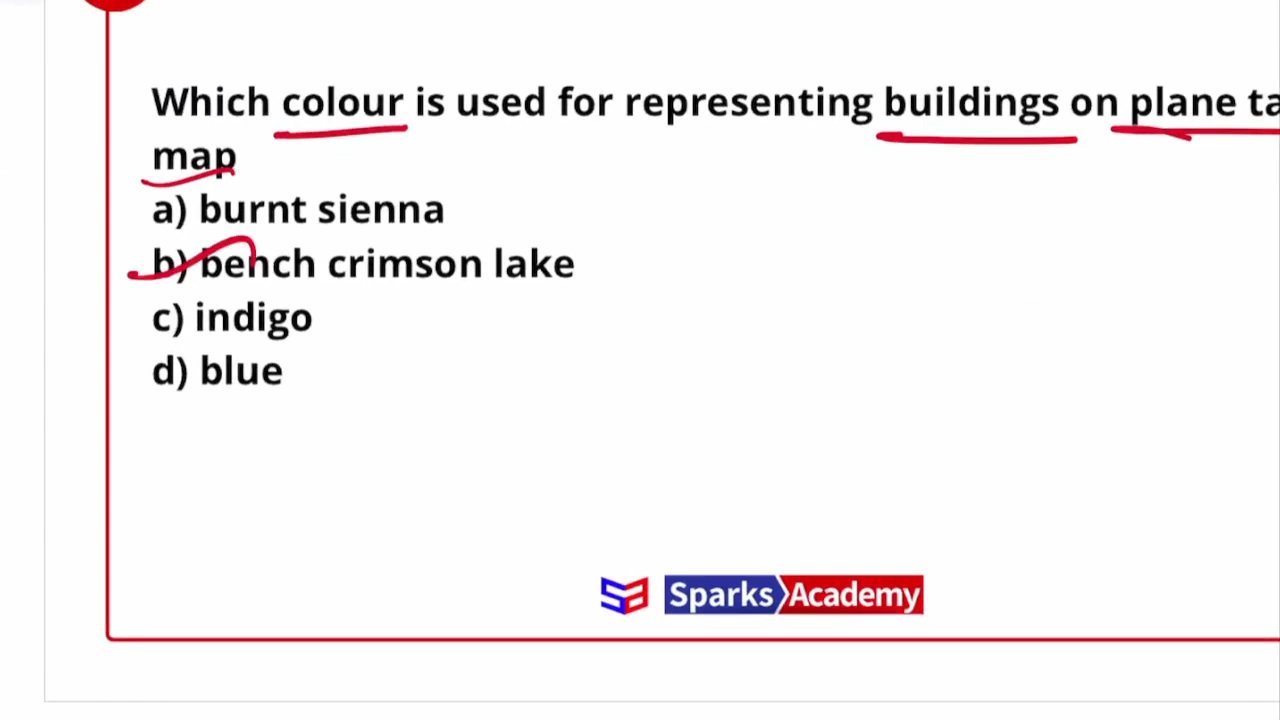 Which colour is used for representing buildings on plane ta
map
a) burnt sienna
b) bench crimson lake
c) indigo
d) blue
Sparks Academy